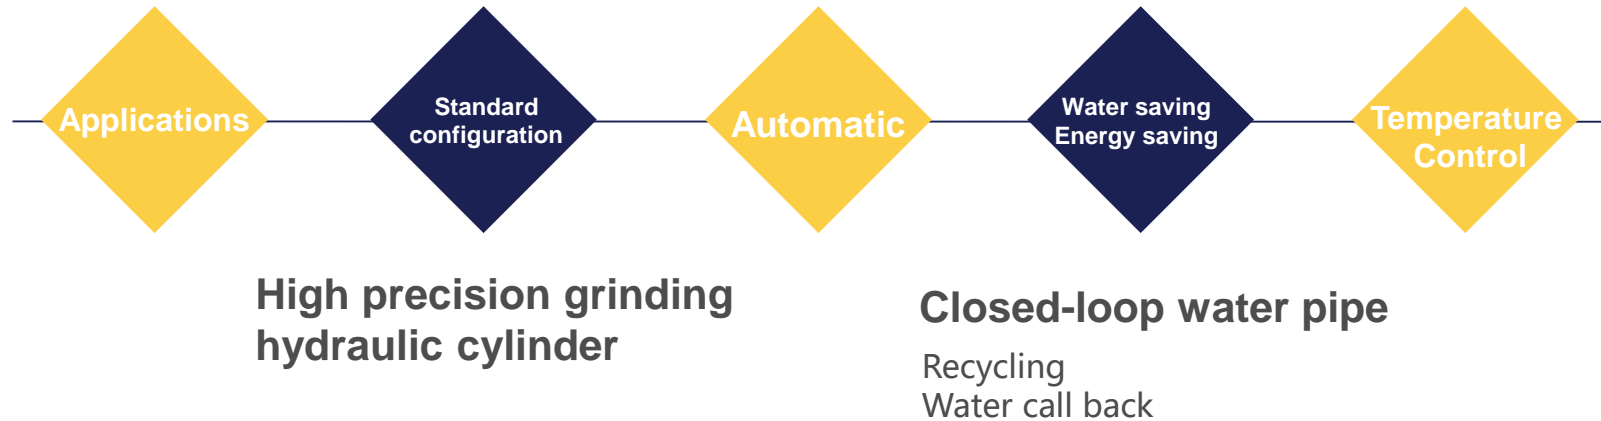 Applications
Standard
configuration
Automatic
Water saving
Energy saving
Temperature
Control
High precision grinding
hydraulic cylinder
Closed-loop water pipe
Recycling
Water call back